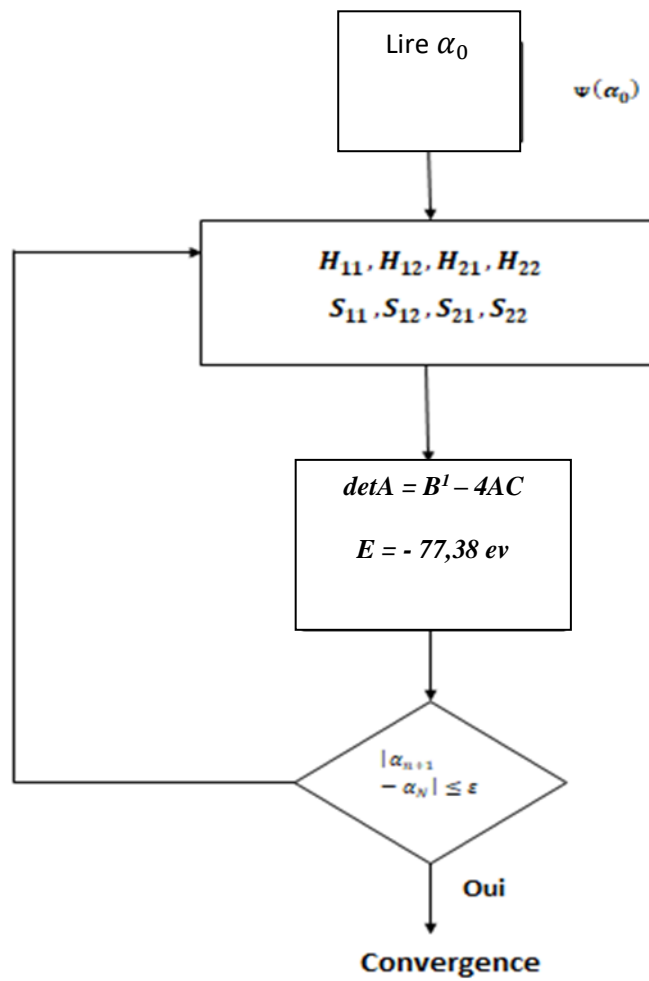 Lire α₀
Ψ(α₀)
H₁₁, H₁₂, H₂₁, H₂₂
S₁₁, S₁₂, S₂₁, S₂₂
detA = B¹ – 4AC
E = - 77,38 ev
|αₙ₊₁
− α_N| ≤ ε
Oui
Convergence